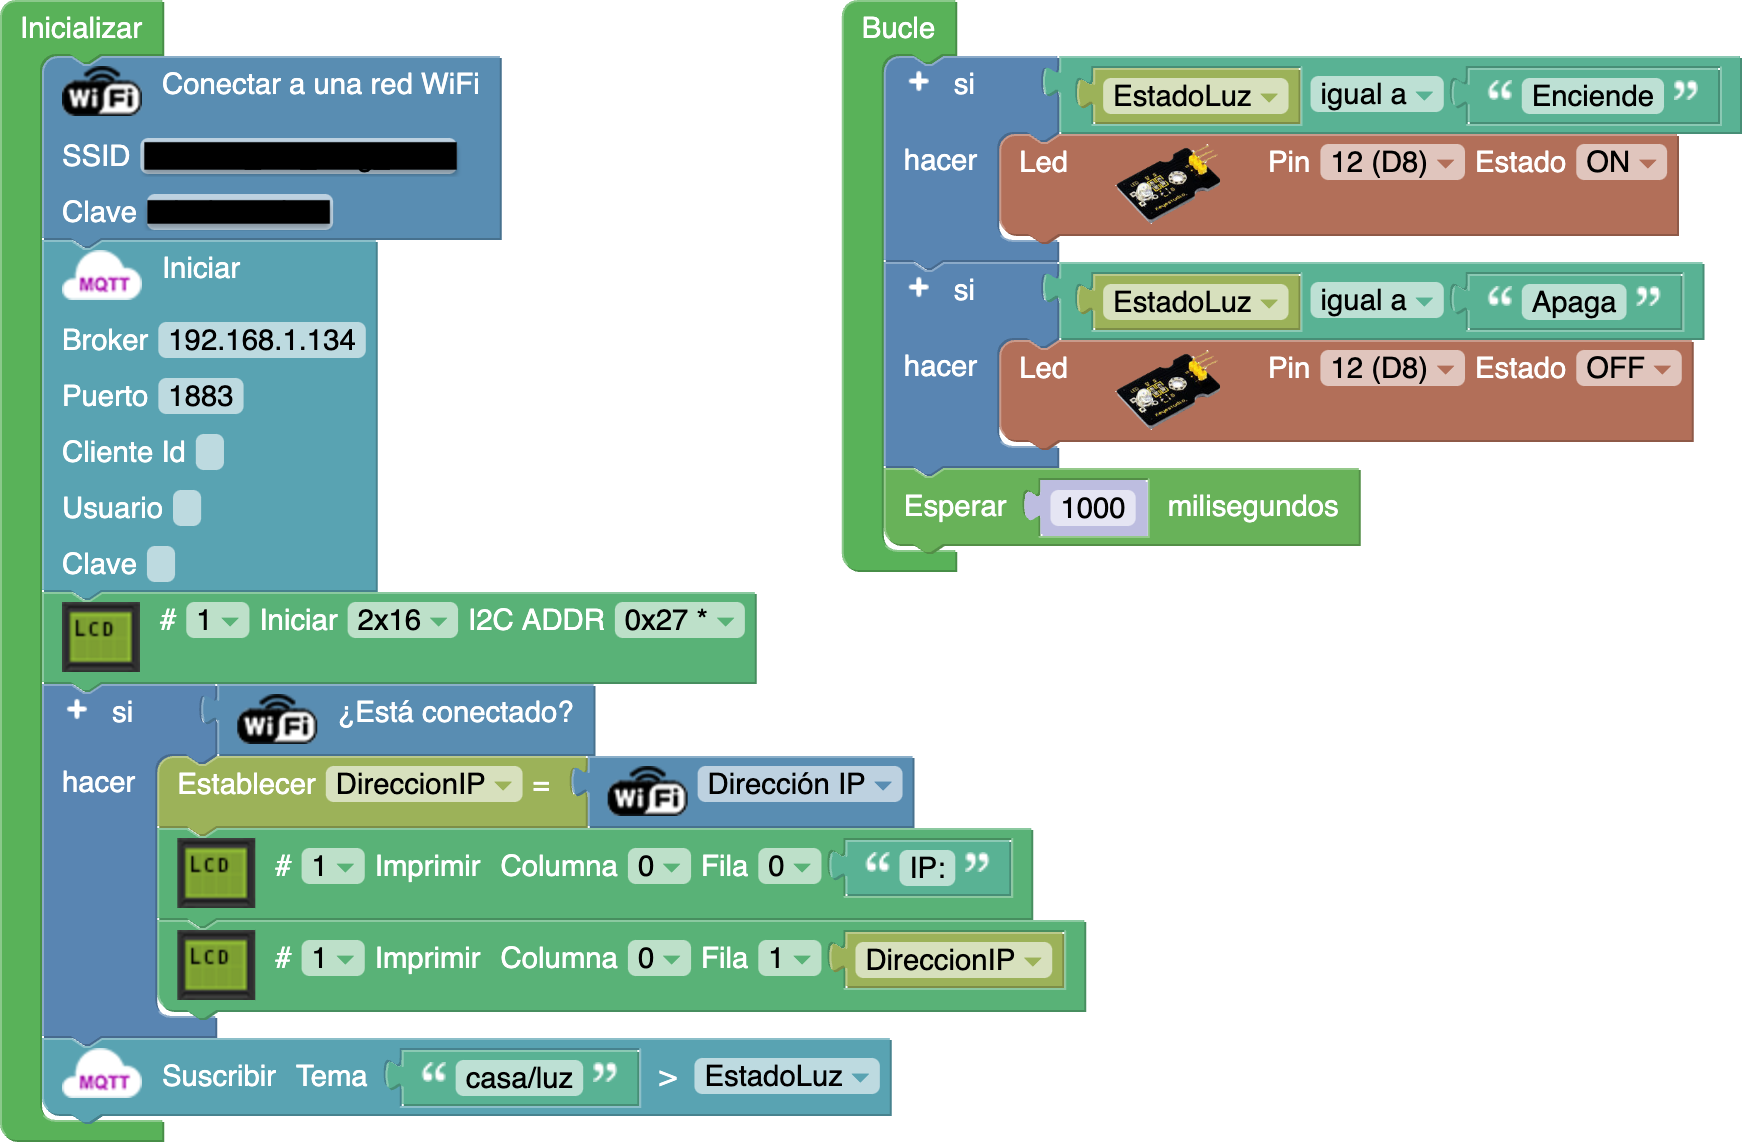 Inicializar
WiFi Conectar a una red WiFi
SSID
Clave
MQTT Iniciar
Broker 192.168.1.134
Puerto 1883
Cliente Id
Usuario
Clave
LCD # 1 Iniciar 2x16 I2C ADDR 0x27 *
+ si WiFi ¿Está conectado?
hacer Establecer DireccionIP = WiFi Dirección IP
LCD # 1 Imprimir Columna 0 Fila 0 “ IP: ”
LCD # 1 Imprimir Columna 0 Fila 1 DireccionIP
MQTT Suscribir Tema “ casa/luz ” > EstadoLuz
Bucle
+ si EstadoLuz igual a “ Enciende ”
hacer Led Pin 12 (D8) Estado ON
+ si EstadoLuz igual a “ Apaga ”
hacer Led Pin 12 (D8) Estado OFF
Esperar 1000 milisegundos